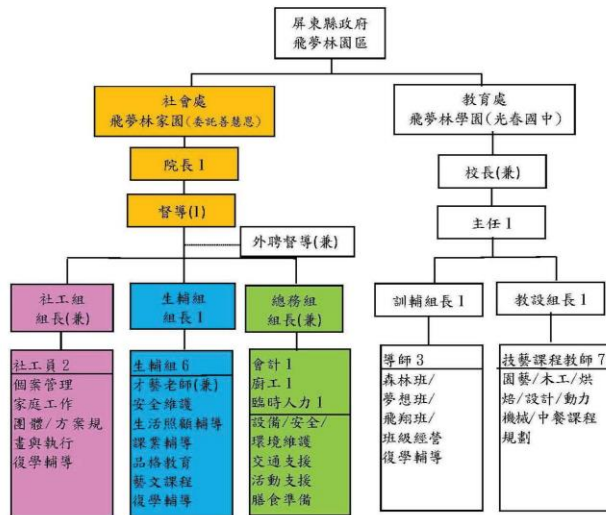 屏東縣政府
飛夢林園區
社會處
飛夢林家園(委託善慧恩)
教育處
飛夢林學園(光春國中)
院長 1
校長(兼)
督導(1)
主任 1
外聘督導(兼)
社工組
組長(兼)
生輔組
組長 1
總務組
組長(兼)
訓輔組長 1
教設組長 1
社工員 2
個案管理
家庭工作
團體/方案規
畫與執行
復學輔導
生輔組 6
才藝老師(兼)
安全維護
生活照顧輔導
課業輔導
品格教育
藝文課程
復學輔導
會計 1
廚工 1
臨時人力 1
設備/安全/
環境維護
交通支援
活動支援
膳食準備
導師 3
森林班/
夢想班/
飛翔班/
班級經營
復學輔導
技藝課程教師 7
園藝/木工/烘
焙/設計/動力
機械/中餐課程
規劃